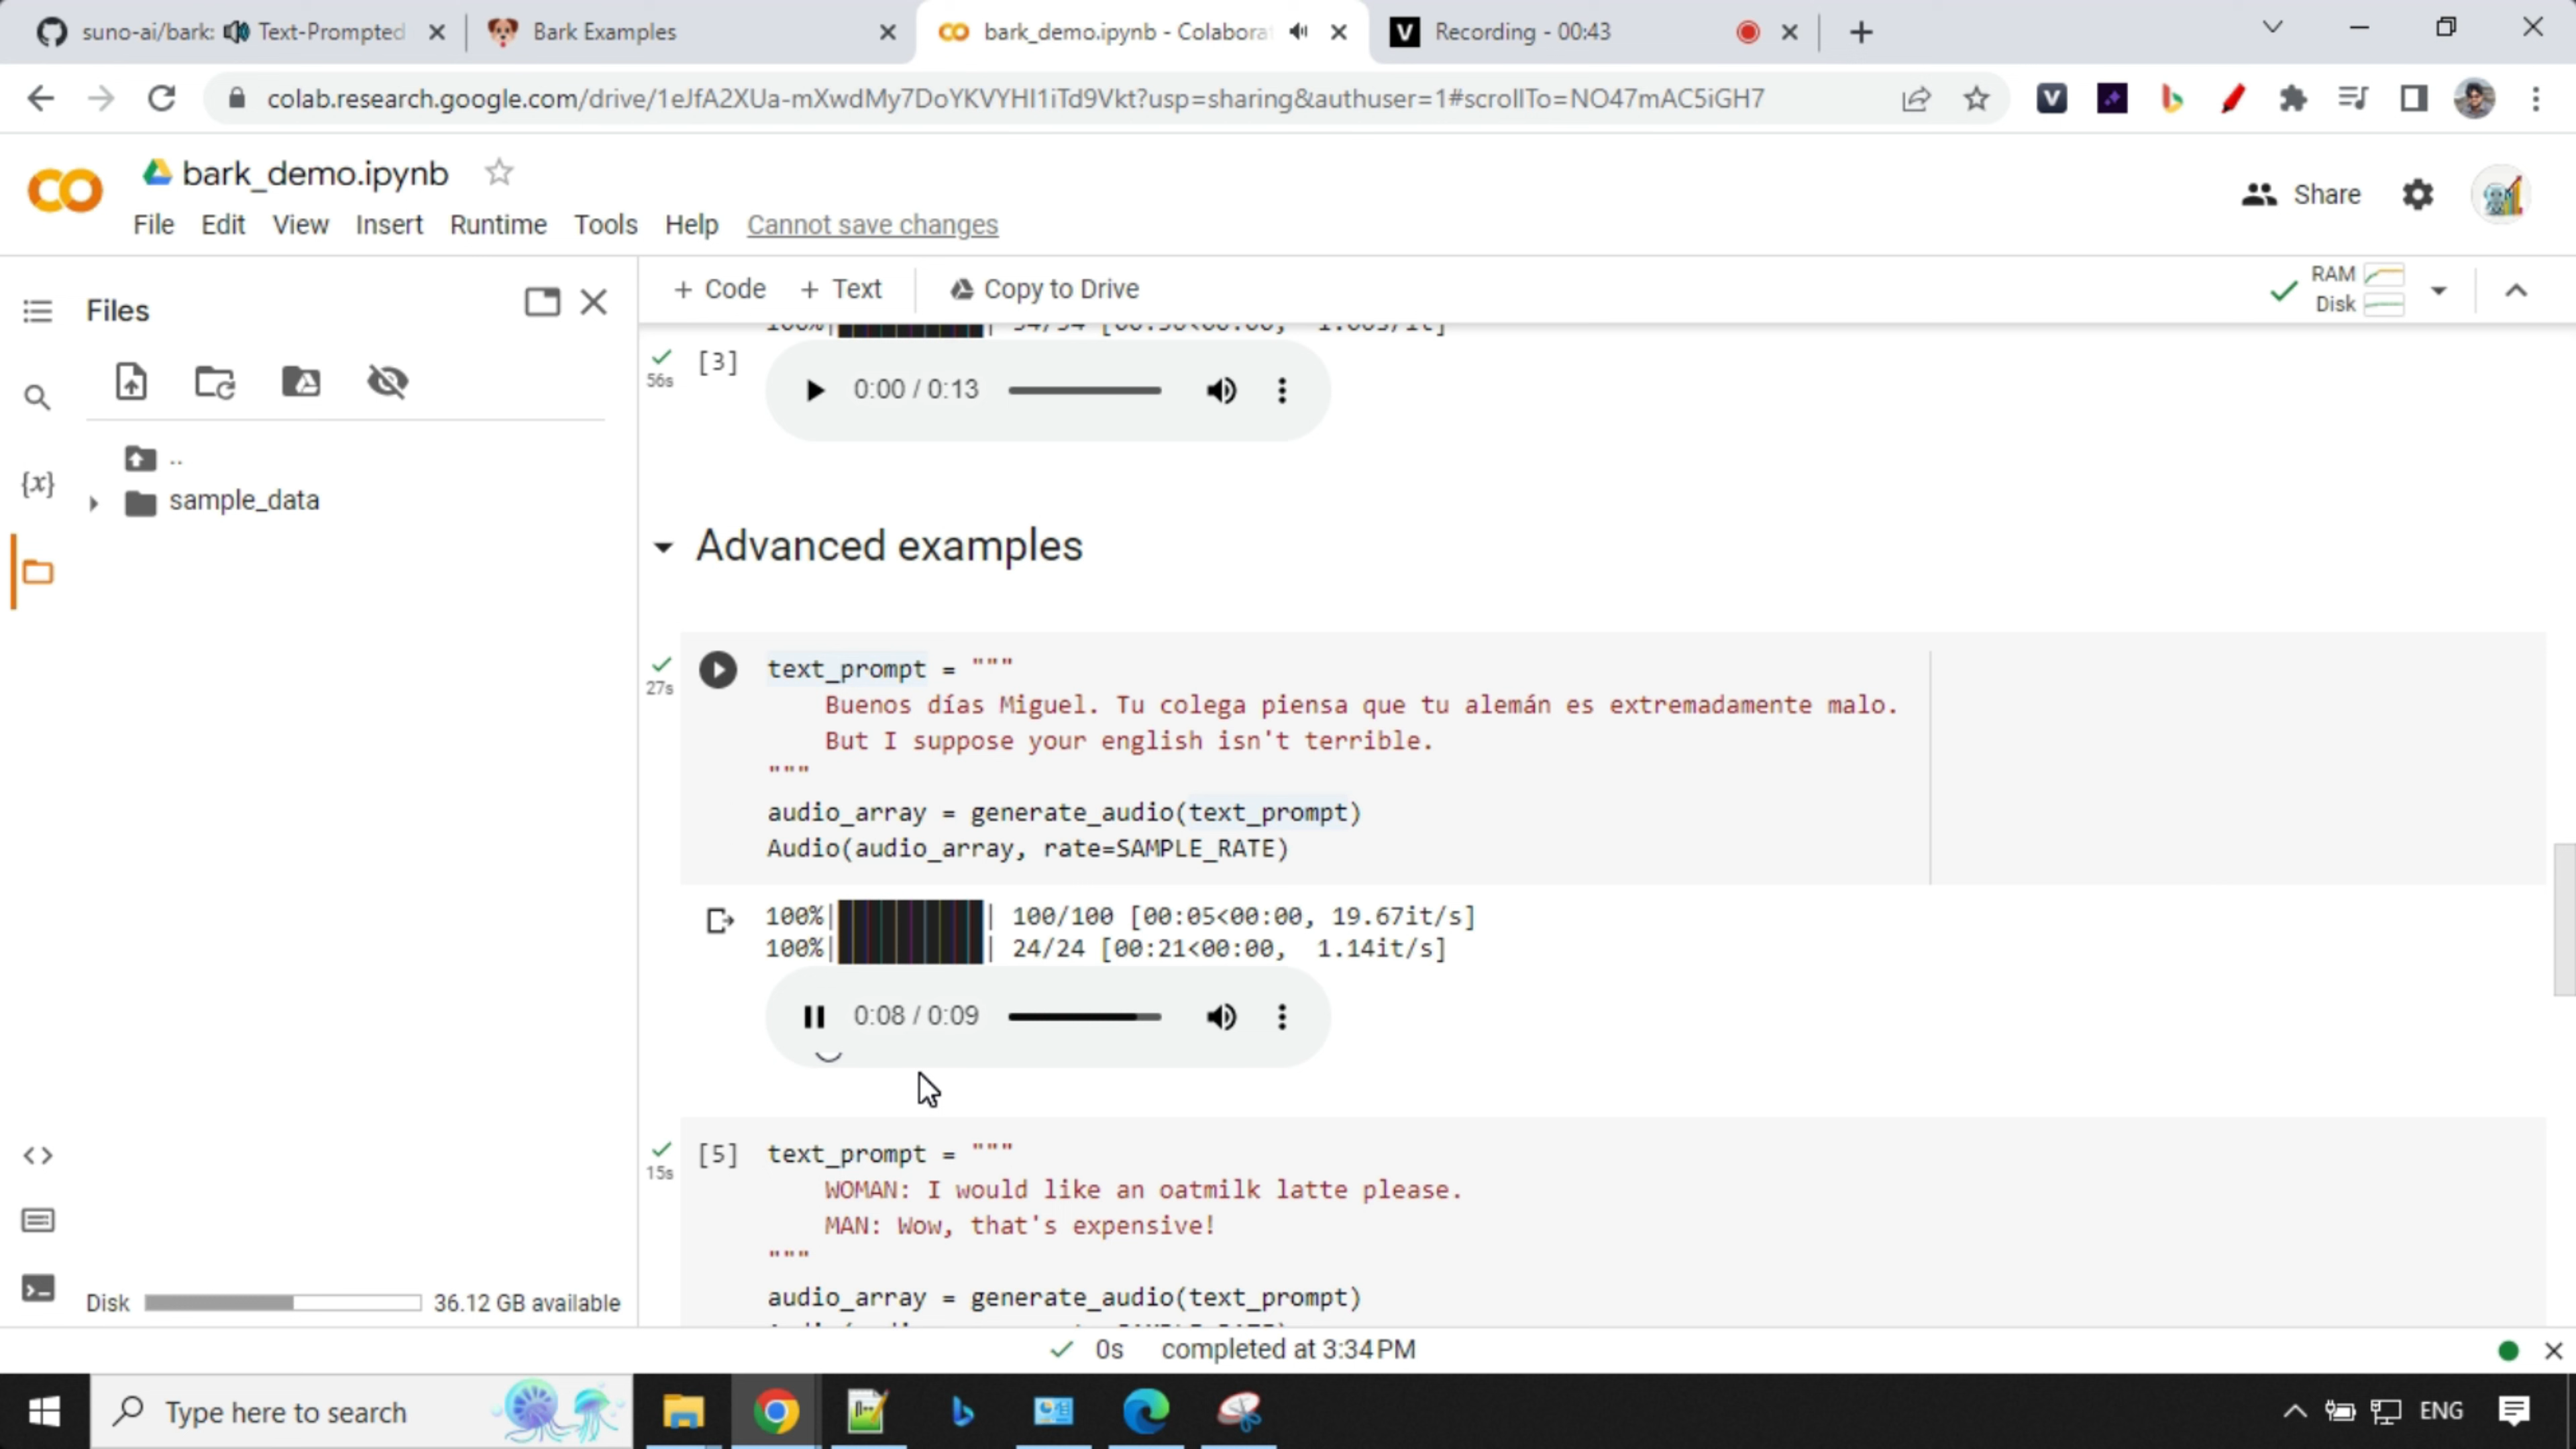 suno-ai/bark: 🔊 Text-Prompted
Bark Examples
bark_demo.ipynb - Colabora
Recording - 00:43
colab.research.google.com/drive/1eJfA2XUa-mXwdMy7DoYKVYHI1iTd9Vkt?usp=sharing&authuser=1#scrollTo=NO47mAC5iGH7
bark_demo.ipynb
File Edit View Insert Runtime Tools Help Cannot save changes
Share
+ Code + Text Copy to Drive
RAM
Disk
Files
..
sample_data
Disk 36.12 GB available
56s [3]
0:00 / 0:13
Advanced examples
27s
text_prompt = """
Buenos días Miguel. Tu colega piensa que tu alemán es extremadamente malo.
But I suppose your english isn't terrible.
"""
audio_array = generate_audio(text_prompt)
Audio(audio_array, rate=SAMPLE_RATE)
100%| | 100/100 [00:05<00:00, 19.67it/s]
100%| | 24/24 [00:21<00:00, 1.14it/s]
0:08 / 0:09
15s [5]
text_prompt = """
WOMAN: I would like an oatmilk latte please.
MAN: Wow, that's expensive!
"""
audio_array = generate_audio(text_prompt)
0s completed at 3:34 PM
Type here to search
ENG